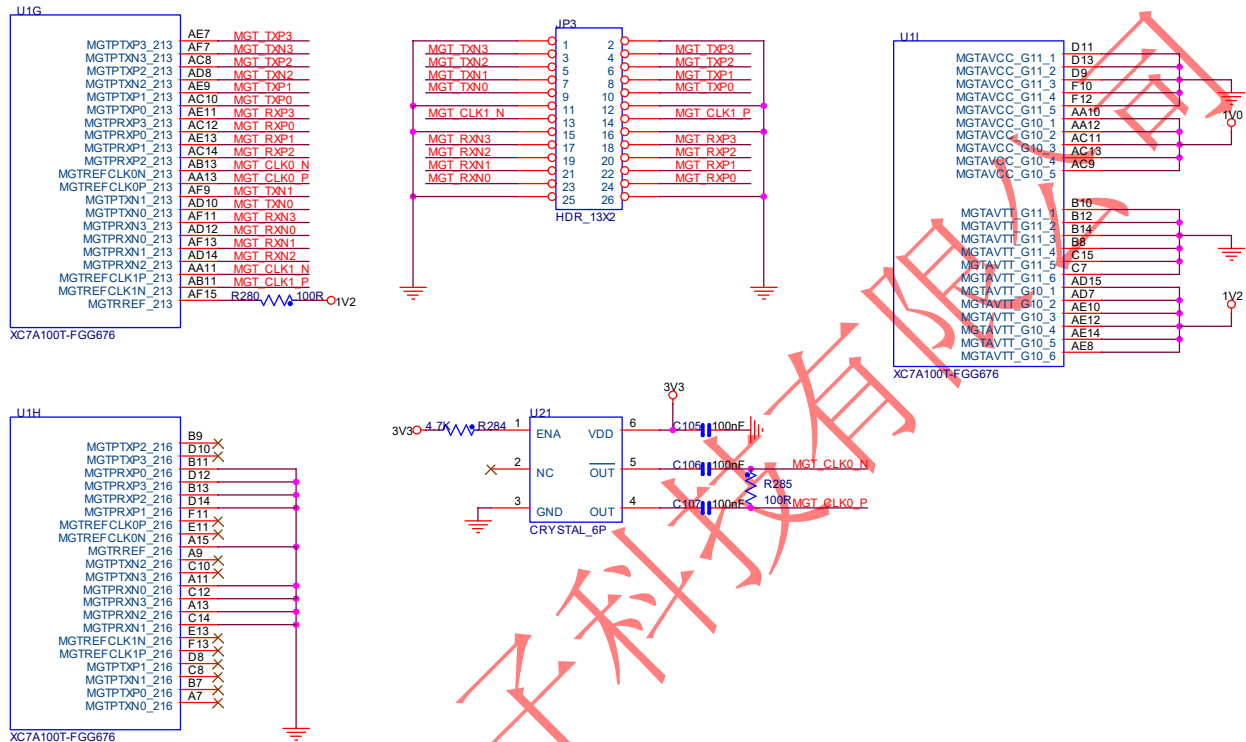 U1G
MGTPTXP3_213 AE7 MGT_TXP3
MGTPTXN3_213 AF7 MGT_TXN3
MGTPTXP2_213 AC8 MGT_TXP2
MGTPTXN2_213 AD8 MGT_TXN2
MGTPTXP1_213 AE9 MGT_TXP1
MGTPTXP0_213 AC10 MGT_TXP0
MGTPRXP3_213 AE11 MGT_RXP3
MGTPRXP0_213 AC12 MGT_RXP0
MGTPRXP1_213 AE13 MGT_RXP1
MGTPRXP2_213 AC14 MGT_RXP2
MGTREFCLK0N_213 AB13 MGT_CLK0_N
MGTREFCLK0P_213 AA13 MGT_CLK0_P
MGTPTXN1_213 AF9 MGT_TXN1
MGTPTXN0_213 AD10 MGT_TXN0
MGTPRXN3_213 AF11 MGT_RXN3
MGTPRXN0_213 AD12 MGT_RXN0
MGTPRXN1_213 AF13 MGT_RXN1
MGTPRXN2_213 AD14 MGT_RXN2
MGTREFCLK1P_213 AA11 MGT_CLK1_N
MGTREFCLK1N_213 AB11 MGT_CLK1_P
MGTRREF_213 AF15 R280 100R 1V2
XC7A100T-FGG676
JP3
1 2
MGT_TXN3 3 4 MGT_TXP3
MGT_TXN2 5 6 MGT_TXP2
MGT_TXN1 7 8 MGT_TXP1
MGT_TXN0 9 10 MGT_TXP0
11 12
MGT_CLK1_N 13 14 MGT_CLK1_P
15 16
MGT_RXN3 17 18 MGT_RXP3
MGT_RXN2 19 20 MGT_RXP2
MGT_RXN1 21 22 MGT_RXP1
MGT_RXN0 23 24 MGT_RXP0
25 26
HDR_13X2
U1I
MGTAVCC_G11_1 D11
MGTAVCC_G11_2 D13
MGTAVCC_G11_3 D9
MGTAVCC_G11_4 F10
MGTAVCC_G11_5 F12
MGTAVCC_G10_1 AA10
MGTAVCC_G10_2 AA12
MGTAVCC_G10_3 AC11
MGTAVCC_G10_4 AC13
MGTAVCC_G10_5 AC9
1V0
MGTAVTT_G11_1 B10
MGTAVTT_G11_2 B12
MGTAVTT_G11_3 B14
MGTAVTT_G11_4 B8
MGTAVTT_G11_5 C15
MGTAVTT_G11_6 C7
MGTAVTT_G10_1 AD15
MGTAVTT_G10_2 AD7
MGTAVTT_G10_3 AE10
MGTAVTT_G10_4 AE12
MGTAVTT_G10_5 AE14
MGTAVTT_G10_6 AE8
1V2
XC7A100T-FGG676
U1H
MGTPTXP2_216 B9
MGTPTXP3_216 D10
MGTPRXP0_216 B11
MGTPRXP3_216 D12
MGTPRXP2_216 B13
MGTPRXP1_216 D14
MGTREFCLK0P_216 F11
MGTREFCLK0N_216 E11
MGTRREF_216 A15
MGTPTXN2_216 A9
MGTPTXN3_216 C10
MGTPRXN0_216 A11
MGTPRXN3_216 C12
MGTPRXN2_216 A13
MGTPRXN1_216 C14
MGTREFCLK1N_216 E13
MGTREFCLK1P_216 F13
MGTPTXP1_216 D8
MGTPTXN1_216 C8
MGTPTXP0_216 B7
MGTPTXN0_216 A7
XC7A100T-FGG676
U21
3V3
3V3 4.7K R284 1 ENA VDD 6 C105 100nF
2 NC OUT 5 C106 100nF MGT_CLK0_N
R285
100R
3 GND OUT 4 C107 100nF MGT_CLK0_P
CRYSTAL_6P
子科技有限公司